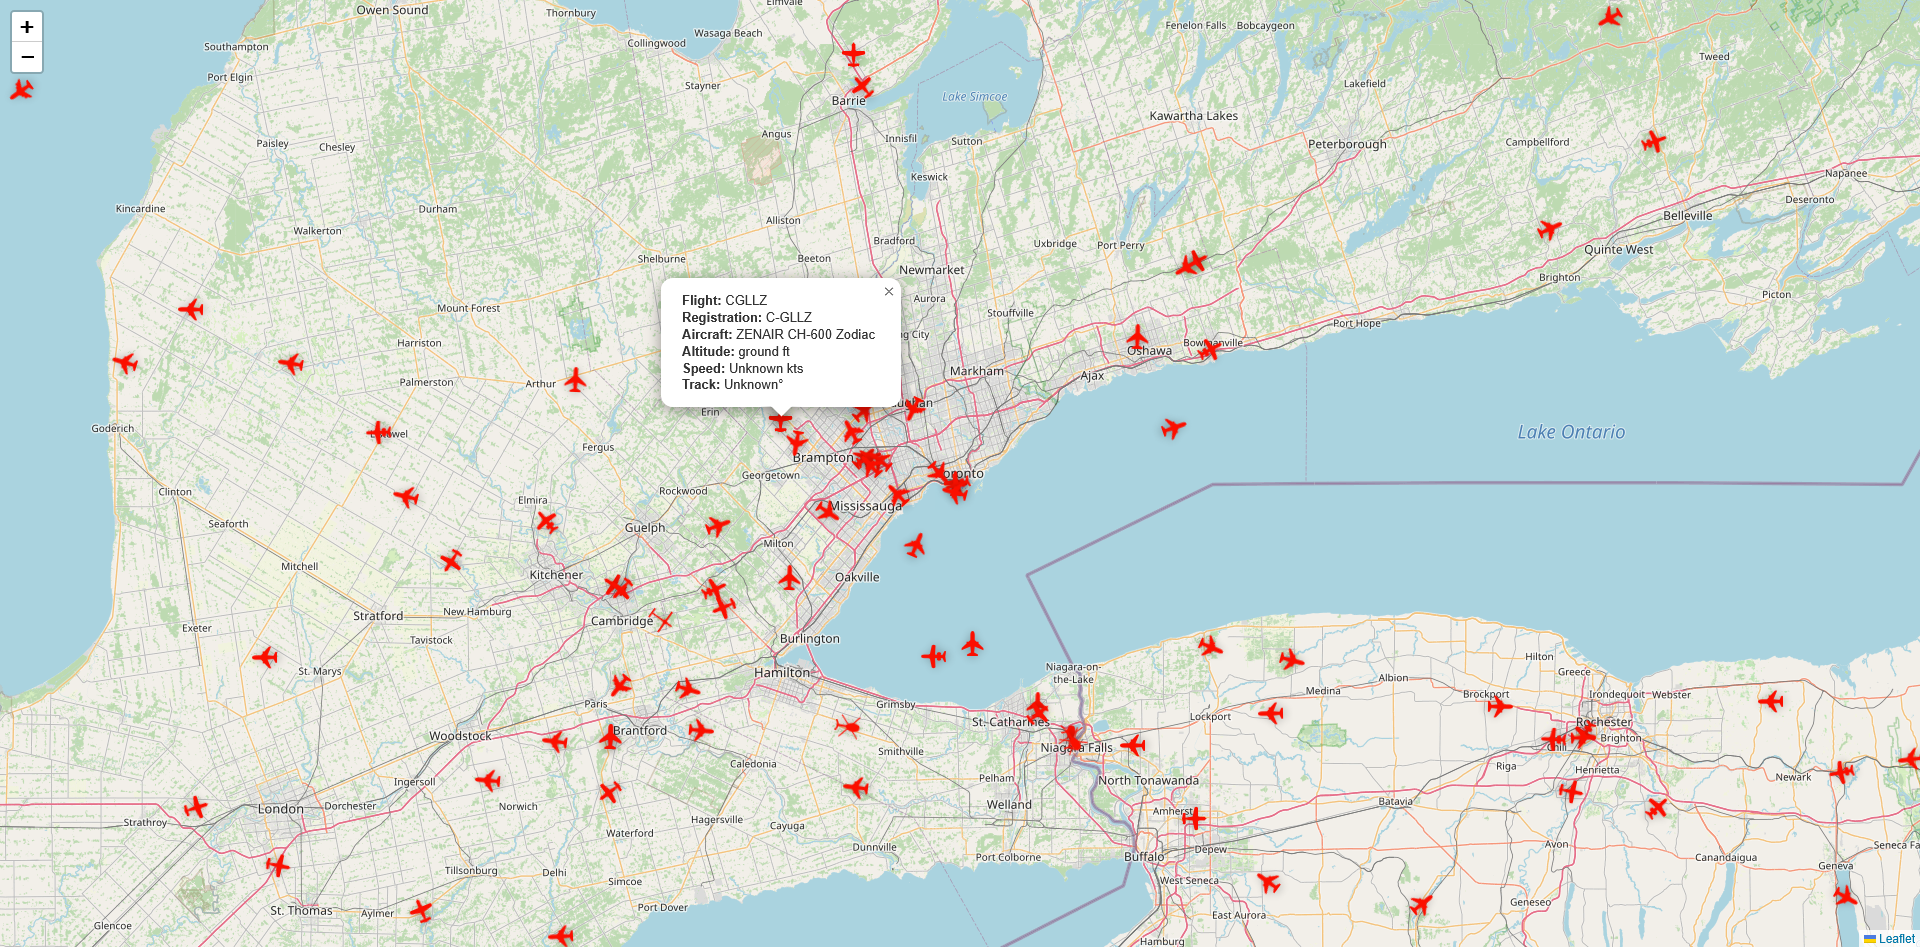 +
−
Owen Sound
Thornbury
Elmvale
Wasaga Beach
Collingwood
Southampton
Port Elgin
Stayner
Barrie
Lake Simcoe
Fenelon Falls
Bobcaygeon
Tweed
Lakefield
Kawartha Lakes
Angus
Innisfil
Sutton
Paisley
Chesley
Peterborough
Campbellford
Napanee
Keswick
Kincardine
Durham
Walkerton
Alliston
Bradford
Uxbridge
Port Perry
Belleville
Deseronto
Quinte West
Shelburne
Beeton
Newmarket
Brighton
Picton
Mount Forest
Aurora
Stouffville
Port Hope
Flight: CGLLZ
Registration: C-GLLZ
Aircraft: ZENAIR CH-600 Zodiac
Altitude: ground ft
Speed: Unknown kts
Track: Unknown°
×
ng City
Harriston
Oshawa
Bowmanville
Palmerston
Arthur
Markham
Ajax
Erin
Goderich
Listowel
Fergus
Lake Ontario
Brampton
Georgetown
Toronto
Clinton
Elmira
Rockwood
Mississauga
Seaforth
Guelph
Milton
Mitchell
Kitchener
Oakville
Stratford
New Hamburg
Cambridge
Exeter
Tavistock
Burlington
St. Marys
Hamilton
Niagara-on-
the-Lake
Hilton
Greece
Albion
Medina
Brockport
Irondequoit
Webster
Paris
Grimsby
St. Catharines
Lockport
Rochester
Woodstock
Brantford
Smithville
Niagara Falls
Chili
Brighton
Caledonia
Riga
Henrietta
Newark
Ingersoll
Pelham
North Tonawanda
London
Dorchester
Norwich
Welland
Batavia
Strathroy
Hagersville
Cayuga
Amherst
Waterford
Dunnville
Port Colborne
Buffalo
Depew
Avon
Canandaigua
Seneca Fa
Geneva
Tillsonburg
Delhi
Simcoe
West Seneca
St. Thomas
Aylmer
Port Dover
East Aurora
Geneseo
Glencoe
Hamburg
Leaflet